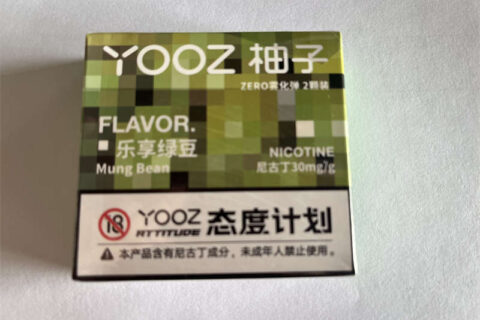 YOOZ 柚子
ZERO雾化弹 2颗装
FLAVOR.
乐享绿豆
Mung Bean
NICOTINE
尼古丁30mg/g
18 YOOZ ATTITUDE 态度计划
本产品含有尼古丁成分，未成年人禁止使用。